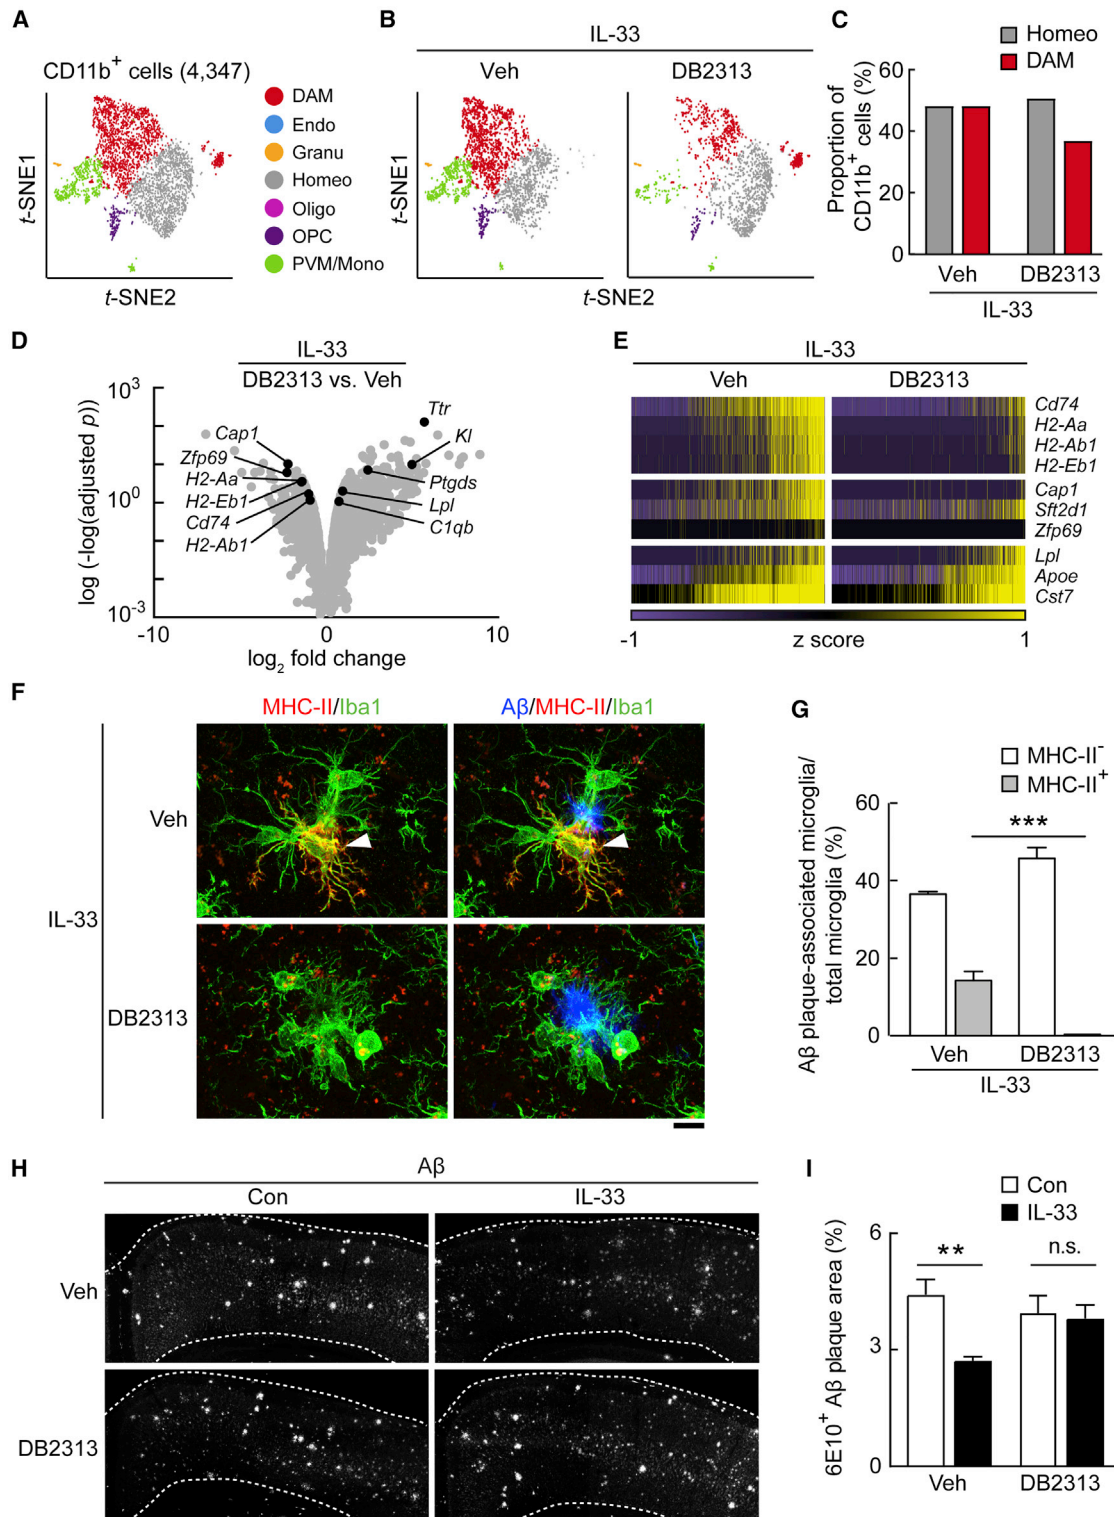 A
CD11b+ cells (4,347)
t-SNE1
t-SNE2
DAM
Endo
Granu
Homeo
Oligo
OPC
PVM/Mono
B
IL-33
Veh DB2313
t-SNE1
t-SNE2
C
Homeo
DAM
Proportion of
CD11b+ cells (%)
60
40
20
0
Veh DB2313
IL-33
D
IL-33
DB2313 vs. Veh
log (-log(adjusted p))
10^3
10^0
10^-3
Cap1
Zfp69
H2-Aa
H2-Eb1
Cd74
H2-Ab1
Ttr
Kl
Ptgds
Lpl
C1qb
-10 0 10
log2 fold change
E
IL-33
Veh DB2313
Cd74
H2-Aa
H2-Ab1
H2-Eb1
Cap1
Sft2d1
Zfp69
Lpl
Apoe
Cst7
-1 z score 1
F
MHC-II/Iba1 Aβ/MHC-II/Iba1
IL-33
Veh
DB2313
G
MHC-II-
MHC-II+
Aβ plaque-associated microglia/
total microglia (%)
60
40
20
0
***
Veh DB2313
IL-33
H
Aβ
Con IL-33
Veh
DB2313
I
Con
IL-33
6E10+ Aβ plaque area (%)
6
3
0
** n.s.
Veh DB2313